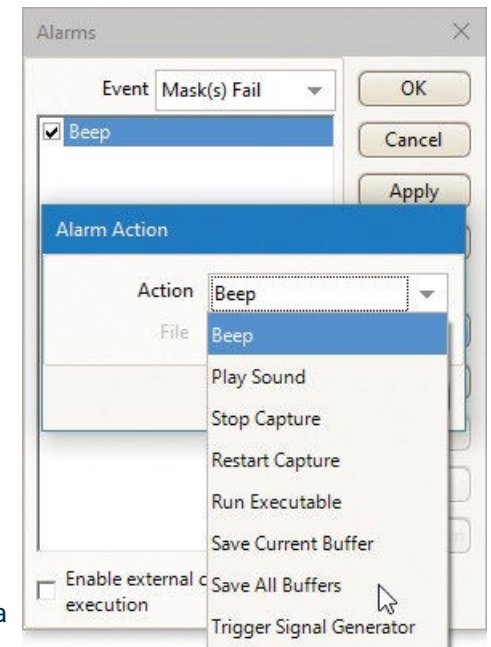 Alarms
Event Mask(s) Fail
OK
Beep
Cancel
Apply
Alarm Action
Action Beep
File
Beep
Play Sound
Stop Capture
Restart Capture
Run Executable
Save Current Buffer
Enable external
execution
Save All Buffers
Trigger Signal Generator
a